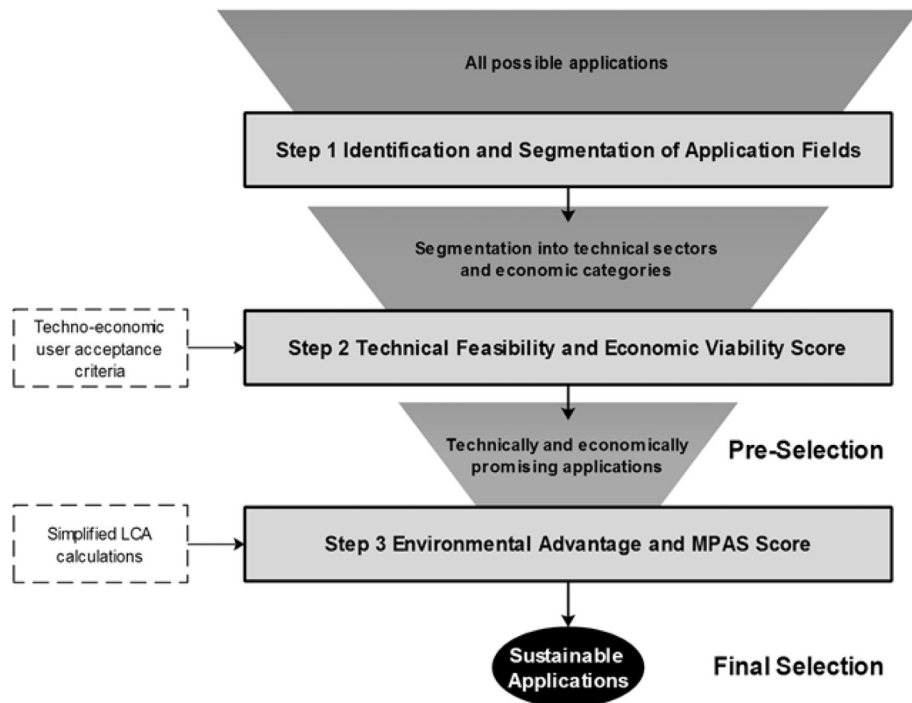 All possible applications
Step 1 Identification and Segmentation of Application Fields
Segmentation into technical sectors
and economic categories
Techno-economic
user acceptance
criteria
Step 2 Technical Feasibility and Economic Viability Score
Technically and economically
promising applications
Pre-Selection
Simplified LCA
calculations
Step 3 Environmental Advantage and MPAS Score
Sustainable
Applications
Final Selection